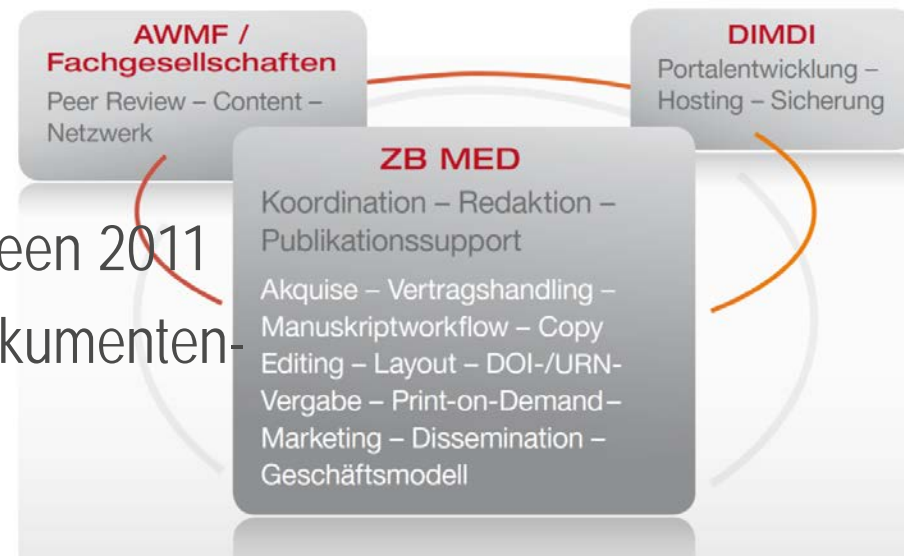 AWMF /
Fachgesellschaften
Peer Review – Content –
Netzwerk
DIMDI
Portalentwicklung –
Hosting – Sicherung
ZB MED
Koordination – Redaktion –
Publikationssupport
Akquise – Vertragshandling –
Manuskriptworkflow – Copy
Editing – Layout – DOI-/URN-
Vergabe – Print-on-Demand –
Marketing – Dissemination –
Geschäftsmodell
een 2011
kumenten-